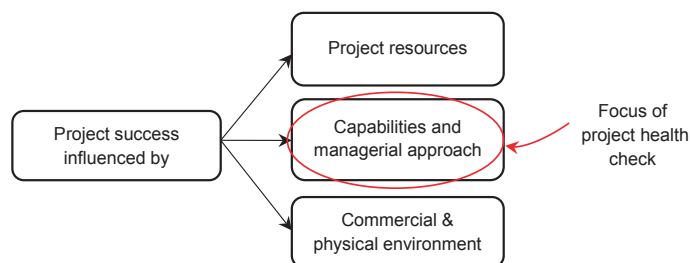 Project resources
Project success
influenced by
Capabilities and
managerial approach
Focus of
project health
check
Commercial &
physical environment